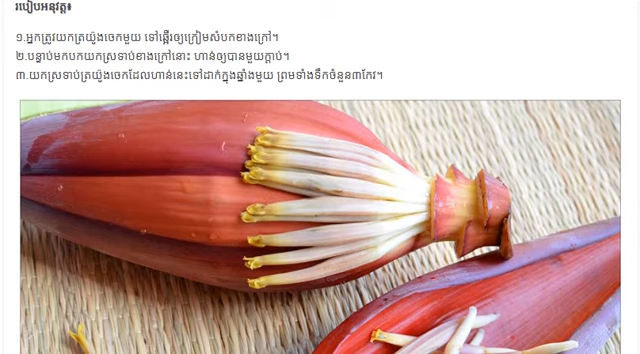 របៀបអនុវត្ត៖
១.អ្នកត្រូវយកត្រយ៉ូងចេកមួយ ទៅឆ្អើរឲ្យក្រៀមសំបកខាងក្រៅ។
២.បន្ទាប់មកបកយកស្រទាប់ខាងក្រៅនោះ ហាន់ឲ្យបានមួយក្ដាប់។
៣.យកស្រទាប់ត្រយ៉ូងចេកដែលហាន់នេះទៅដាក់ក្នុងឆ្នាំងមួយ ព្រមទាំងទឹកចំនួន៣កែវ។